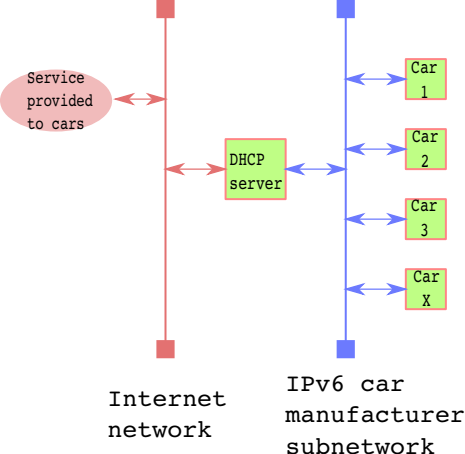 Service
provided
to cars
DHCP
server
Car
1
Car
2
Car
3
Car
X
Internet
network
IPv6 car
manufacturer
subnetwork